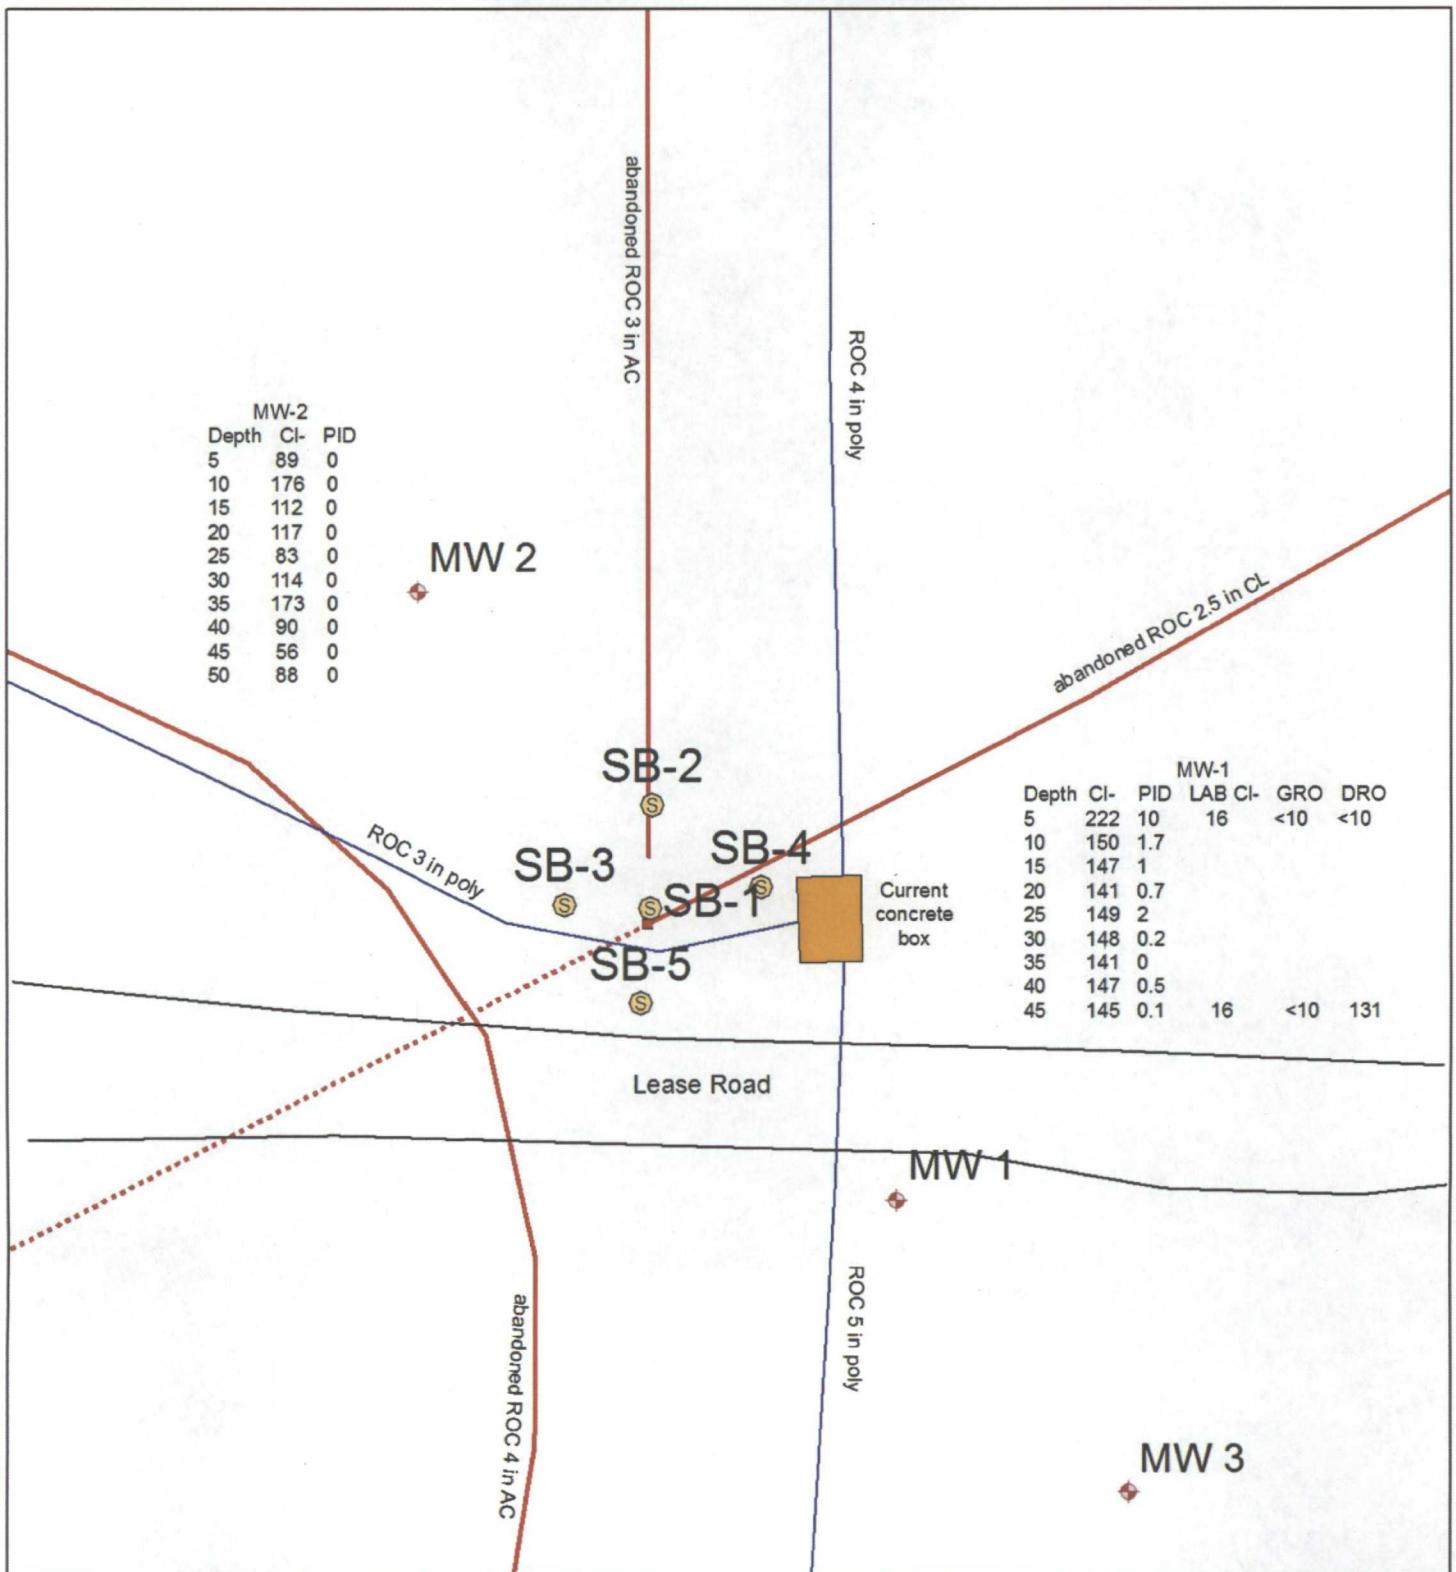 abandoned ROC 3 in AC
ROC 4 in poly
MW-2
Depth Cl- PID
5 89 0
10 176 0
15 112 0
20 117 0
25 83 0
30 114 0
35 173 0
40 90 0
45 56 0
50 88 0
MW 2
abandoned ROC 2.5 in CL
SB-2
MW-1
Depth Cl- PID LAB Cl- GRO DRO
5 222 10 16 <10 <10
10 150 1.7
15 147 1
20 141 0.7
25 149 2
30 148 0.2
35 141 0
40 147 0.5
45 145 0.1 16 <10 131
ROC 3 in poly
SB-3
SB-4
SB-1
Current
concrete
box
SB-5
S
S
S
S
S
Lease Road
MW 1
ROC 5 in poly
abandoned ROC 4 in AC
MW 3